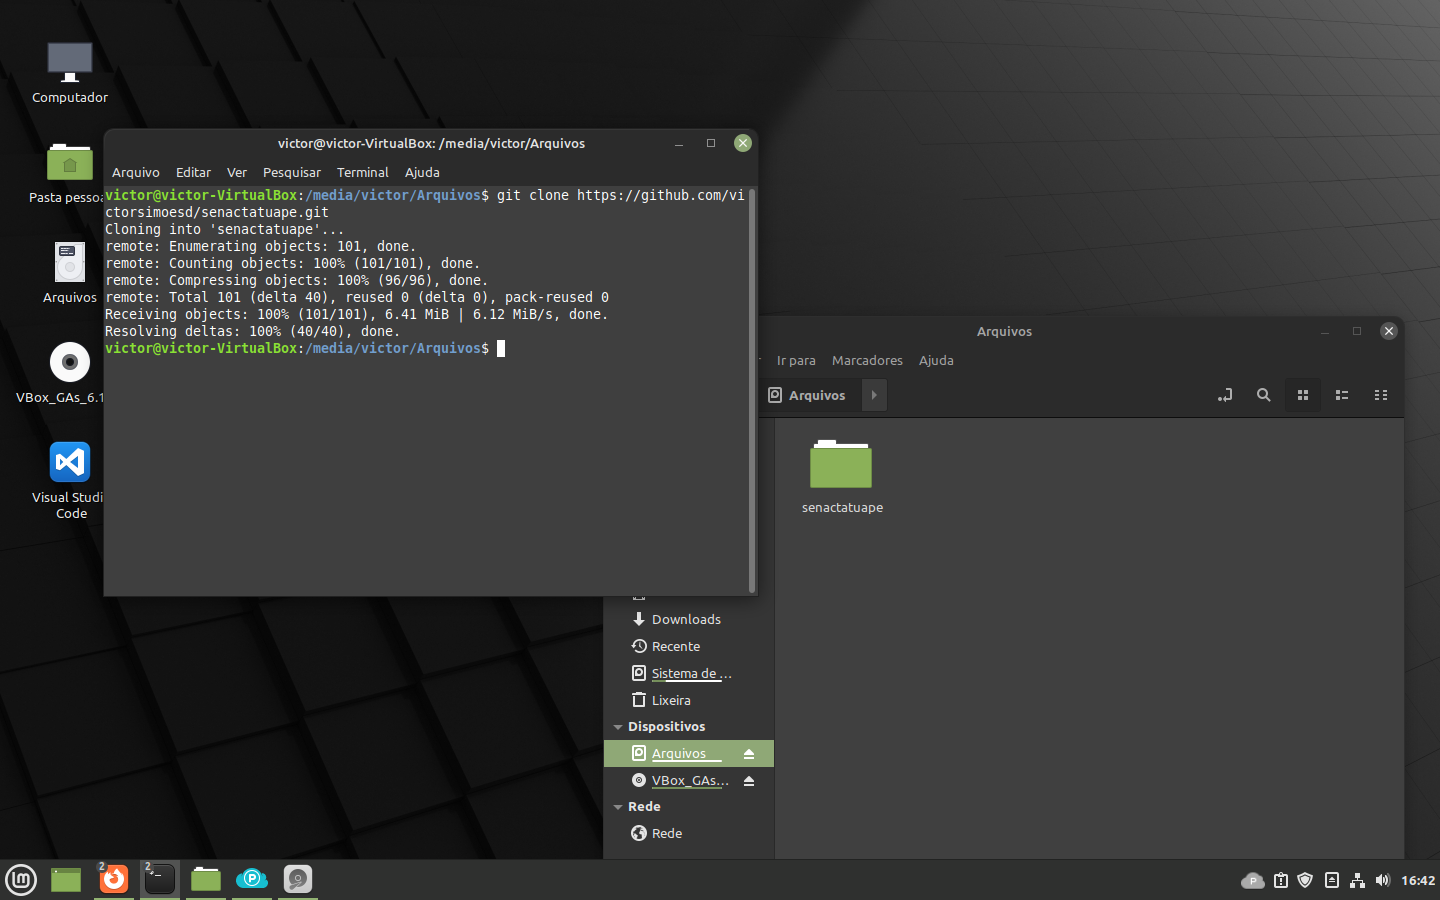 Computador
Pasta pessoa
Arquivos
VBox_GAs_6.1
Visual Studi
Code
victor@victor-VirtualBox: /media/victor/Arquivos
Arquivo Editar Ver Pesquisar Terminal Ajuda
victor@victor-VirtualBox:/media/victor/Arquivos$ git clone https://github.com/vi
ctorsimoesd/senactatuape.git
Cloning into 'senactatuape'...
remote: Enumerating objects: 101, done.
remote: Counting objects: 100% (101/101), done.
remote: Compressing objects: 100% (96/96), done.
remote: Total 101 (delta 40), reused 0 (delta 0), pack-reused 0
Receiving objects: 100% (101/101), 6.41 MiB | 6.12 MiB/s, done.
Resolving deltas: 100% (40/40), done.
victor@victor-VirtualBox:/media/victor/Arquivos$
Arquivos
Ir para Marcadores Ajuda
Arquivos
senactatuape
Downloads
Recente
Sistema de ...
Lixeira
Dispositivos
Arquivos
VBox_GAs...
Rede
Rede
2
2
P
P
16:42